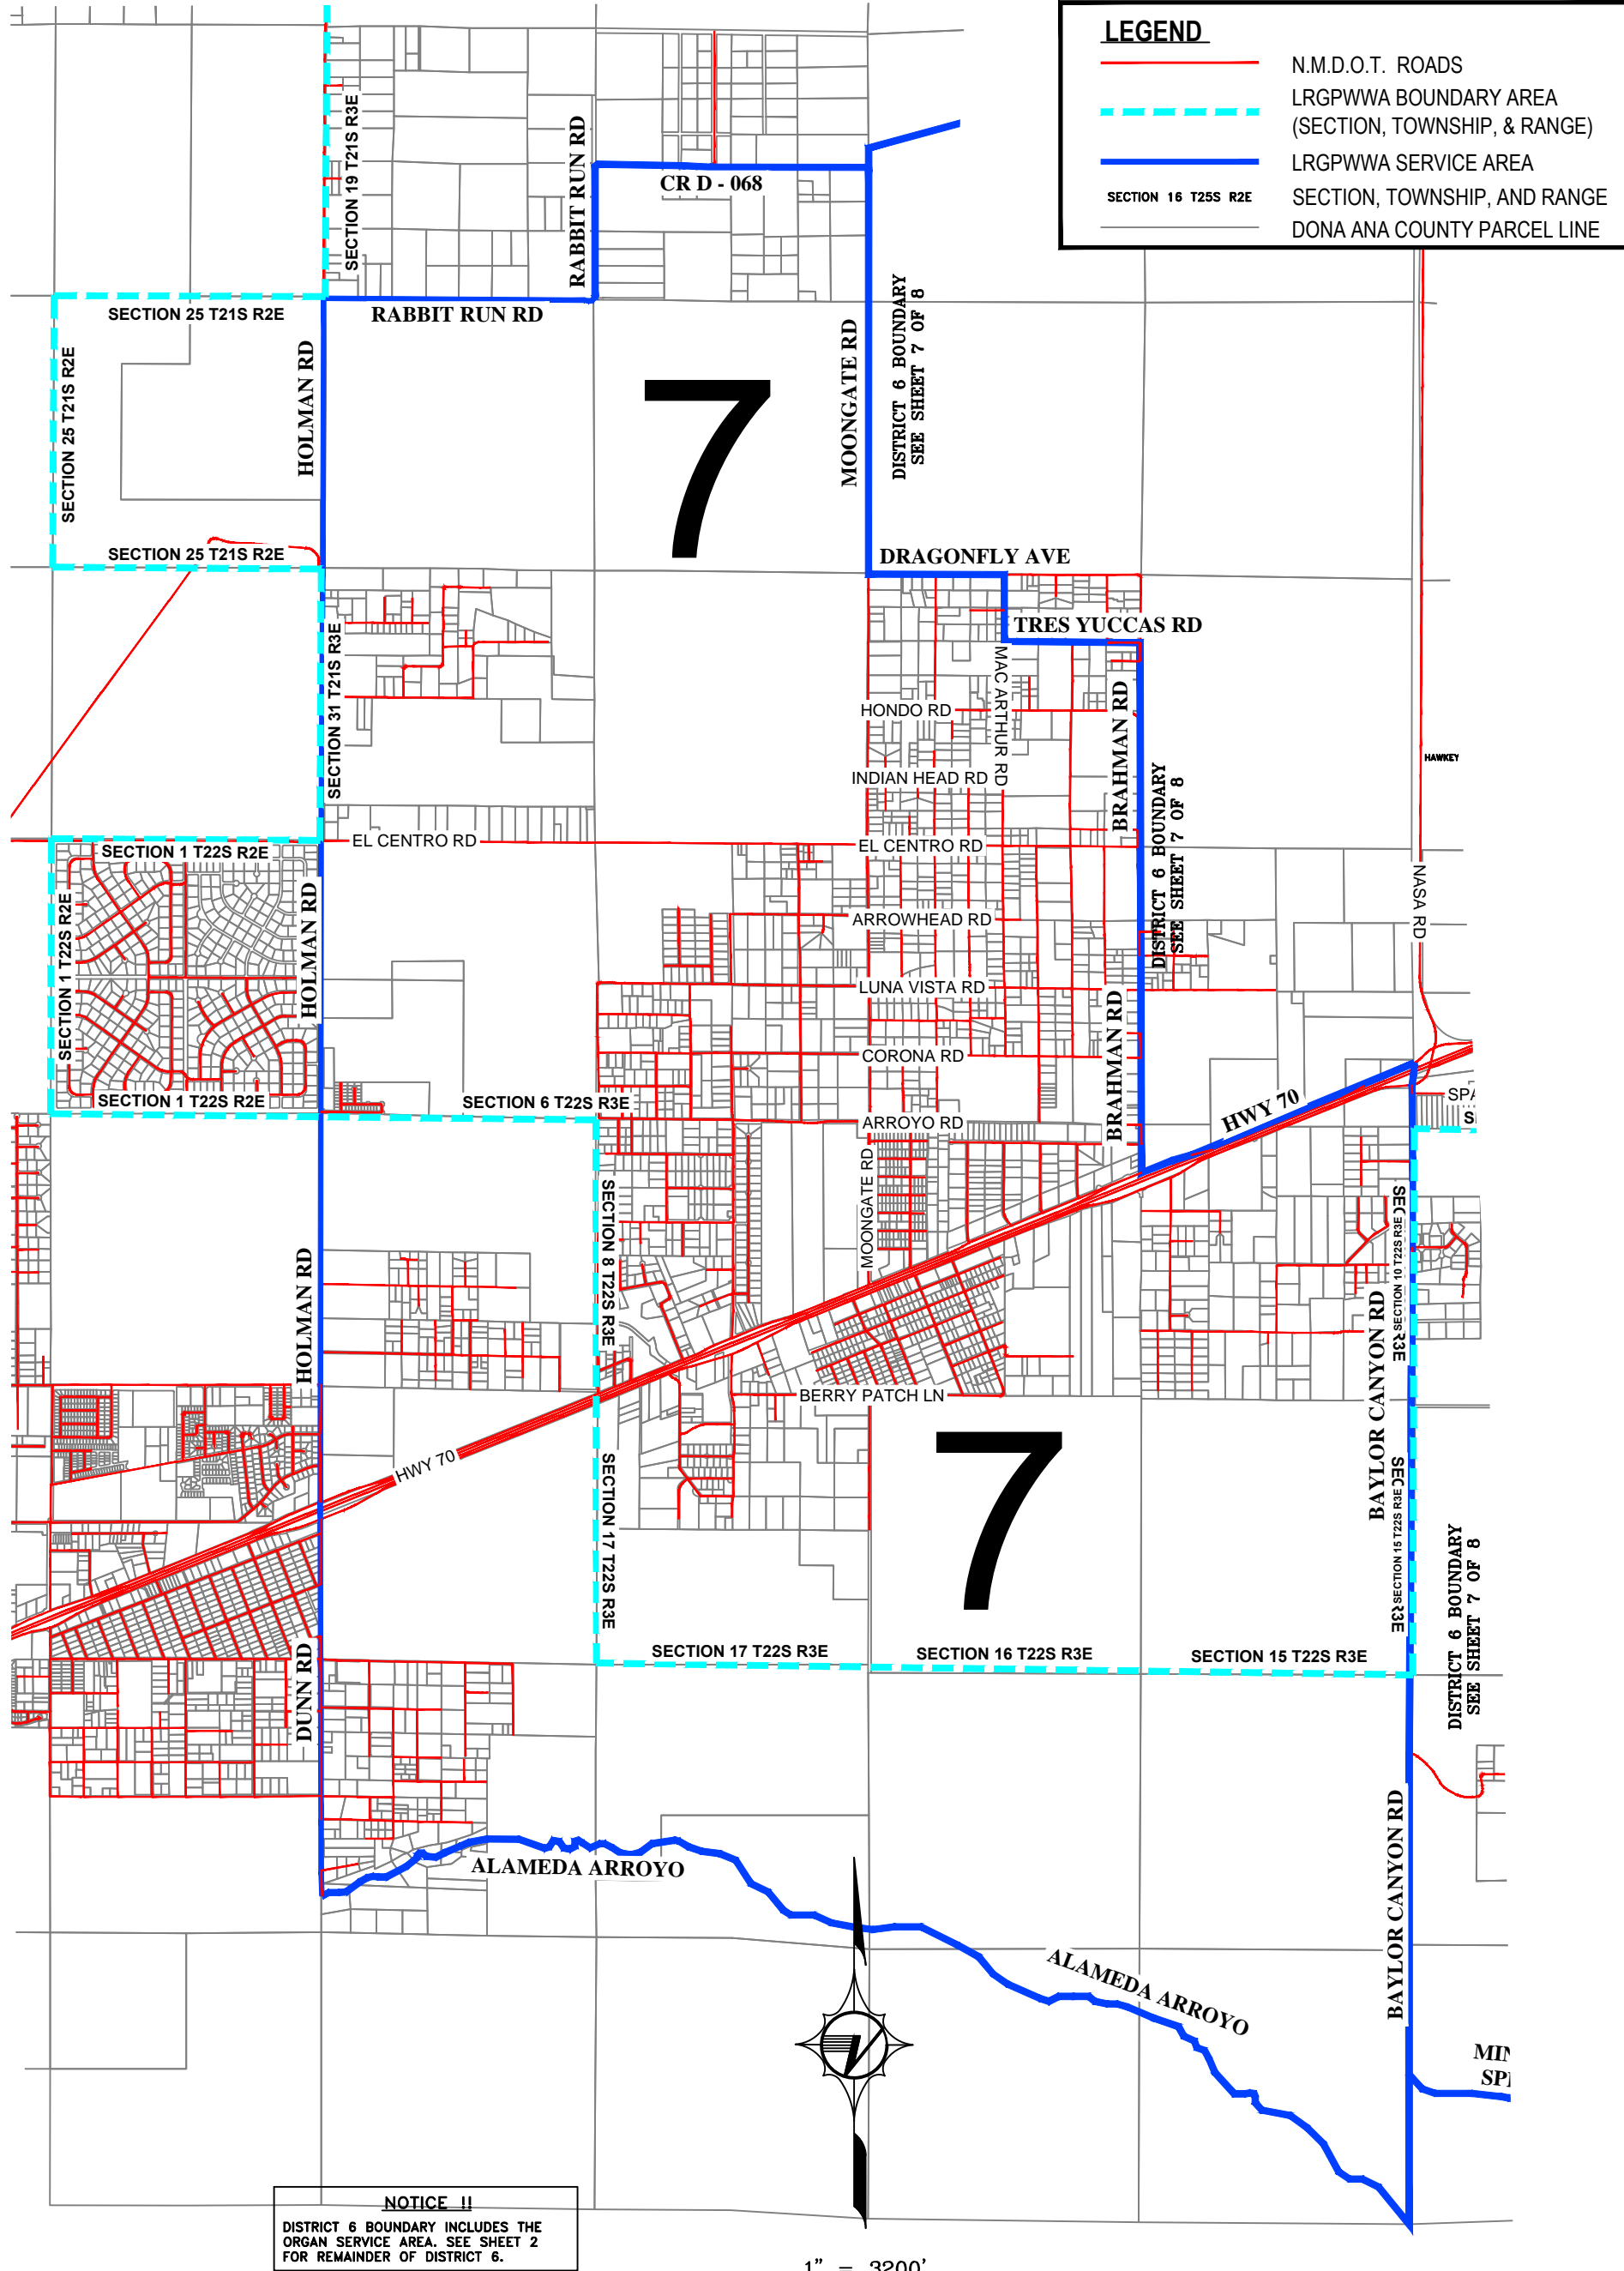 LEGEND
N.M.D.O.T. ROADS
LRGPWWA BOUNDARY AREA
(SECTION, TOWNSHIP, & RANGE)
LRGPWWA SERVICE AREA
SECTION 16 T25S R2E
SECTION, TOWNSHIP, AND RANGE
DONA ANA COUNTY PARCEL LINE
SECTION 19 T21S R3E
RABBIT RUN RD
CR D - 068
SECTION 25 T21S R2E
RABBIT RUN RD
SECTION 25 T21S R2E
HOLMAN RD
7
MOONGATE RD
DISTRICT 6 BOUNDARY
SEE SHEET 7 OF 8
SECTION 25 T21S R2E
DRAGONFLY AVE
TRES YUCCAS RD
SECTION 31 T21S R3E
MAC ARTHUR RD
HONDO RD
BRAHMAN RD
INDIAN HEAD RD
HAWKEY
DISTRICT 6 BOUNDARY
SEE SHEET 7 OF 8
EL CENTRO RD
EL CENTRO RD
SECTION 1 T22S R2E
SECTION 1 T22S R2E
HOLMAN RD
NASA RD
ARROWHEAD RD
LUNA VISTA RD
BRAHMAN RD
CORONA RD
SECTION 1 T22S R2E
SECTION 6 T22S R3E
ARROYO RD
HWY 70
MOONGATE RD
SECTION 8 T22S R3E
SECTION 10 T22S R3E
HOLMAN RD
BAYLOR CANYON RD
BERRY PATCH LN
HWY 70
7
SECTION 17 T22S R3E
SECTION 15 T22S R3E
DISTRICT 6 BOUNDARY
SEE SHEET 7 OF 8
DUNN RD
SECTION 17 T22S R3E
SECTION 16 T22S R3E
SECTION 15 T22S R3E
BAYLOR CANYON RD
ALAMEDA ARROYO
ALAMEDA ARROYO
NOTICE !!
DISTRICT 6 BOUNDARY INCLUDES THE
ORGAN SERVICE AREA. SEE SHEET 2
FOR REMAINDER OF DISTRICT 6.
1" = 3200'